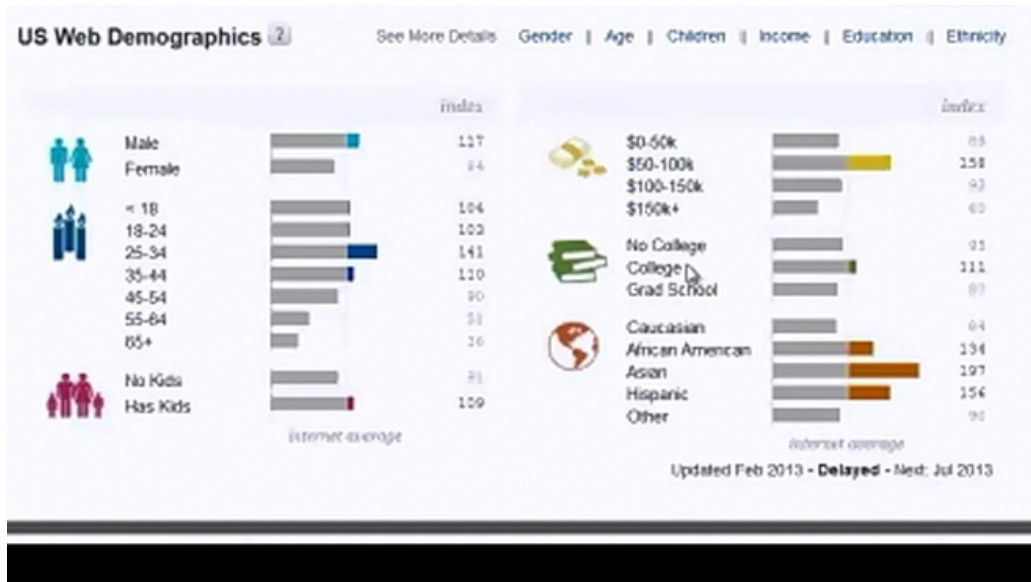 US Web Demographics ?
See More Details Gender | Age | Children | Income | Education | Ethnicity
index
Male 117
Female 84
< 18 104
18-24 103
25-34 141
35-44 110
45-54
55-64
65+
No Kids
Has Kids 109
internet average
index
$0-50k
$50-100k 158
$100-150k
$150k+
No College
College 111
Grad School
Caucasian
African American 134
Asian 197
Hispanic 156
Other
internet average
Updated Feb 2013 - Delayed - Next: Jul 2013